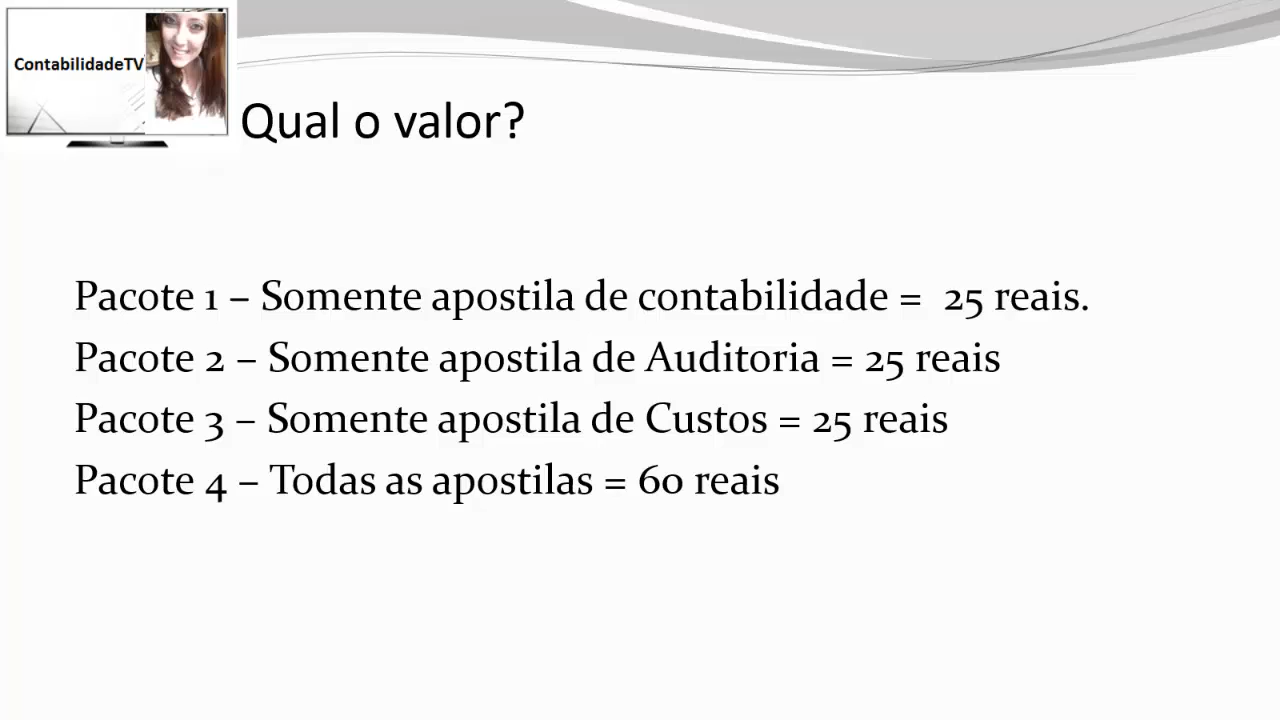 ContabilidadeTV
Qual o valor?
Pacote 1 – Somente apostila de contabilidade = 25 reais.
Pacote 2 – Somente apostila de Auditoria = 25 reais
Pacote 3 – Somente apostila de Custos = 25 reais
Pacote 4 – Todas as apostilas = 60 reais